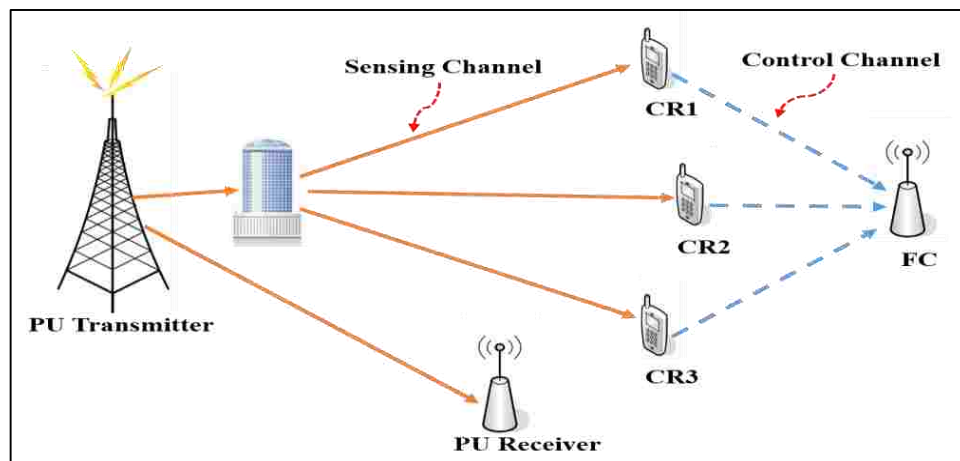 Sensing Channel
Control Channel
CR1
CR2
FC
PU Transmitter
CR3
PU Receiver